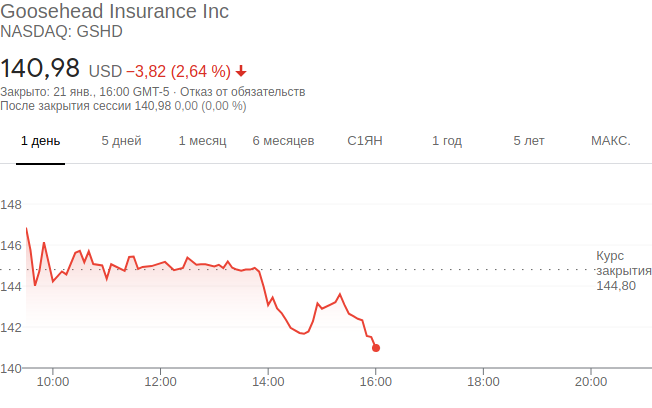 Goosehead Insurance Inc
NASDAQ: GSHD
140,98 USD −3,82 (2,64 %)
Закрыто: 21 янв., 16:00 GMT-5 · Отказ от обязательств
После закрытия сессии 140,98 0,00 (0,00 %)
1 день 5 дней 1 месяц 6 месяцев С1ЯН 1 год 5 лет МАКС.
148
146
Курс
закрытия
144,80
144
142
140
10:00 12:00 14:00 16:00 18:00 20:00